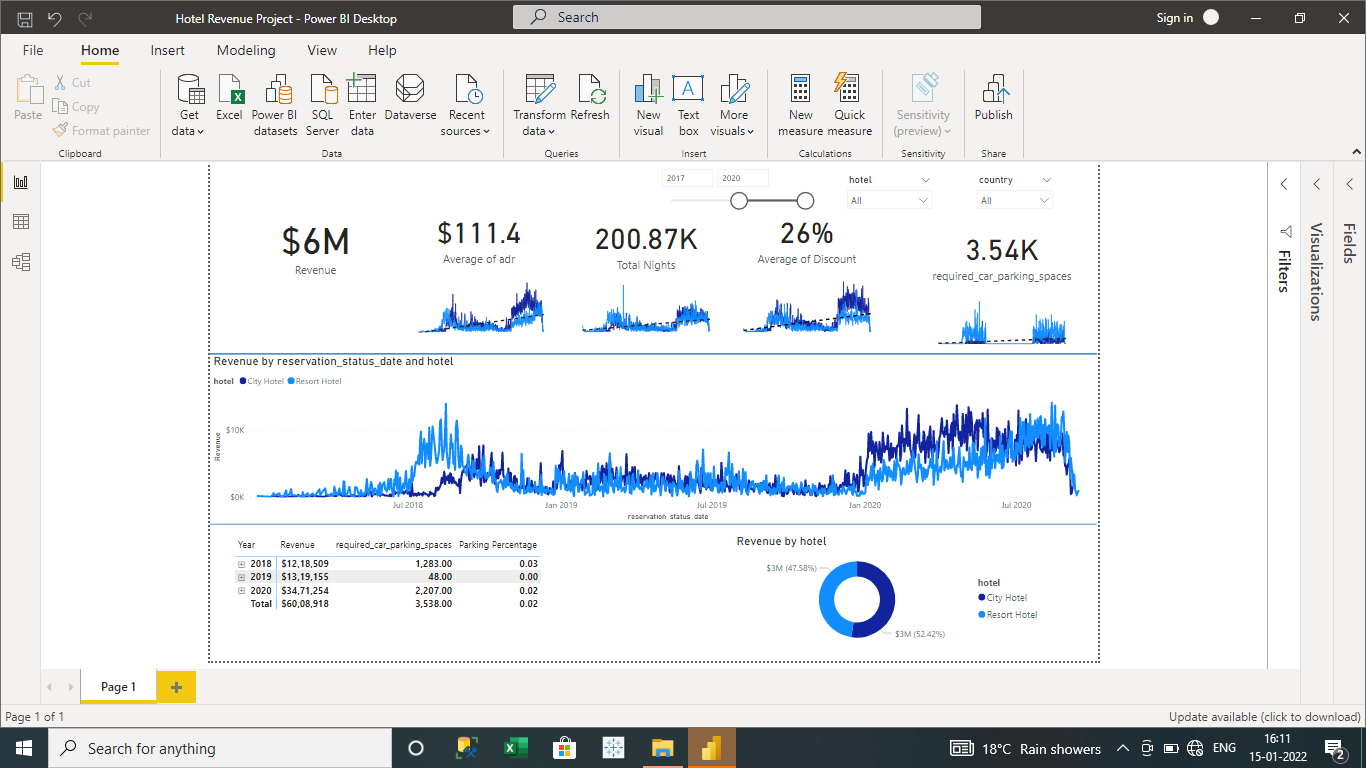 Hotel Revenue Project - Power BI Desktop
Search
Sign in
File Home Insert Modeling View Help
Paste
Cut
Copy
Format painter
Clipboard
Get data
Excel
Power BI datasets
SQL Server
Enter data
Dataverse
Recent sources
Data
Transform data
Refresh
Queries
New visual
Text box
More visuals
Insert
New measure
Quick measure
Calculations
Sensitivity (preview)
Sensitivity
Publish
Share
2017 2020
hotel
All
country
All
$6M
Revenue
$111.4
Average of adr
200.87K
Total Nights
26%
Average of Discount
3.54K
required_car_parking_spaces
Filters
Visualizations
Fields
Revenue by reservation_status_date and hotel
hotel City Hotel Resort Hotel
Revenue
$10K
$0K
Jul 2018 Jan 2019 Jul 2019 Jan 2020 Jul 2020
reservation_status_date
Year Revenue required_car_parking_spaces Parking Percentage
2018 $12,18,509 1,283.00 0.03
2019 $13,19,155 48.00 0.00
2020 $34,71,254 2,207.00 0.02
Total $60,08,918 3,538.00 0.02
Revenue by hotel
$3M (47.58%)
$3M (52.42%)
hotel
City Hotel
Resort Hotel
Page 1
Page 1 of 1
Update available (click to download)
Search for anything
18°C Rain showers
ENG
16:11
15-01-2022
2